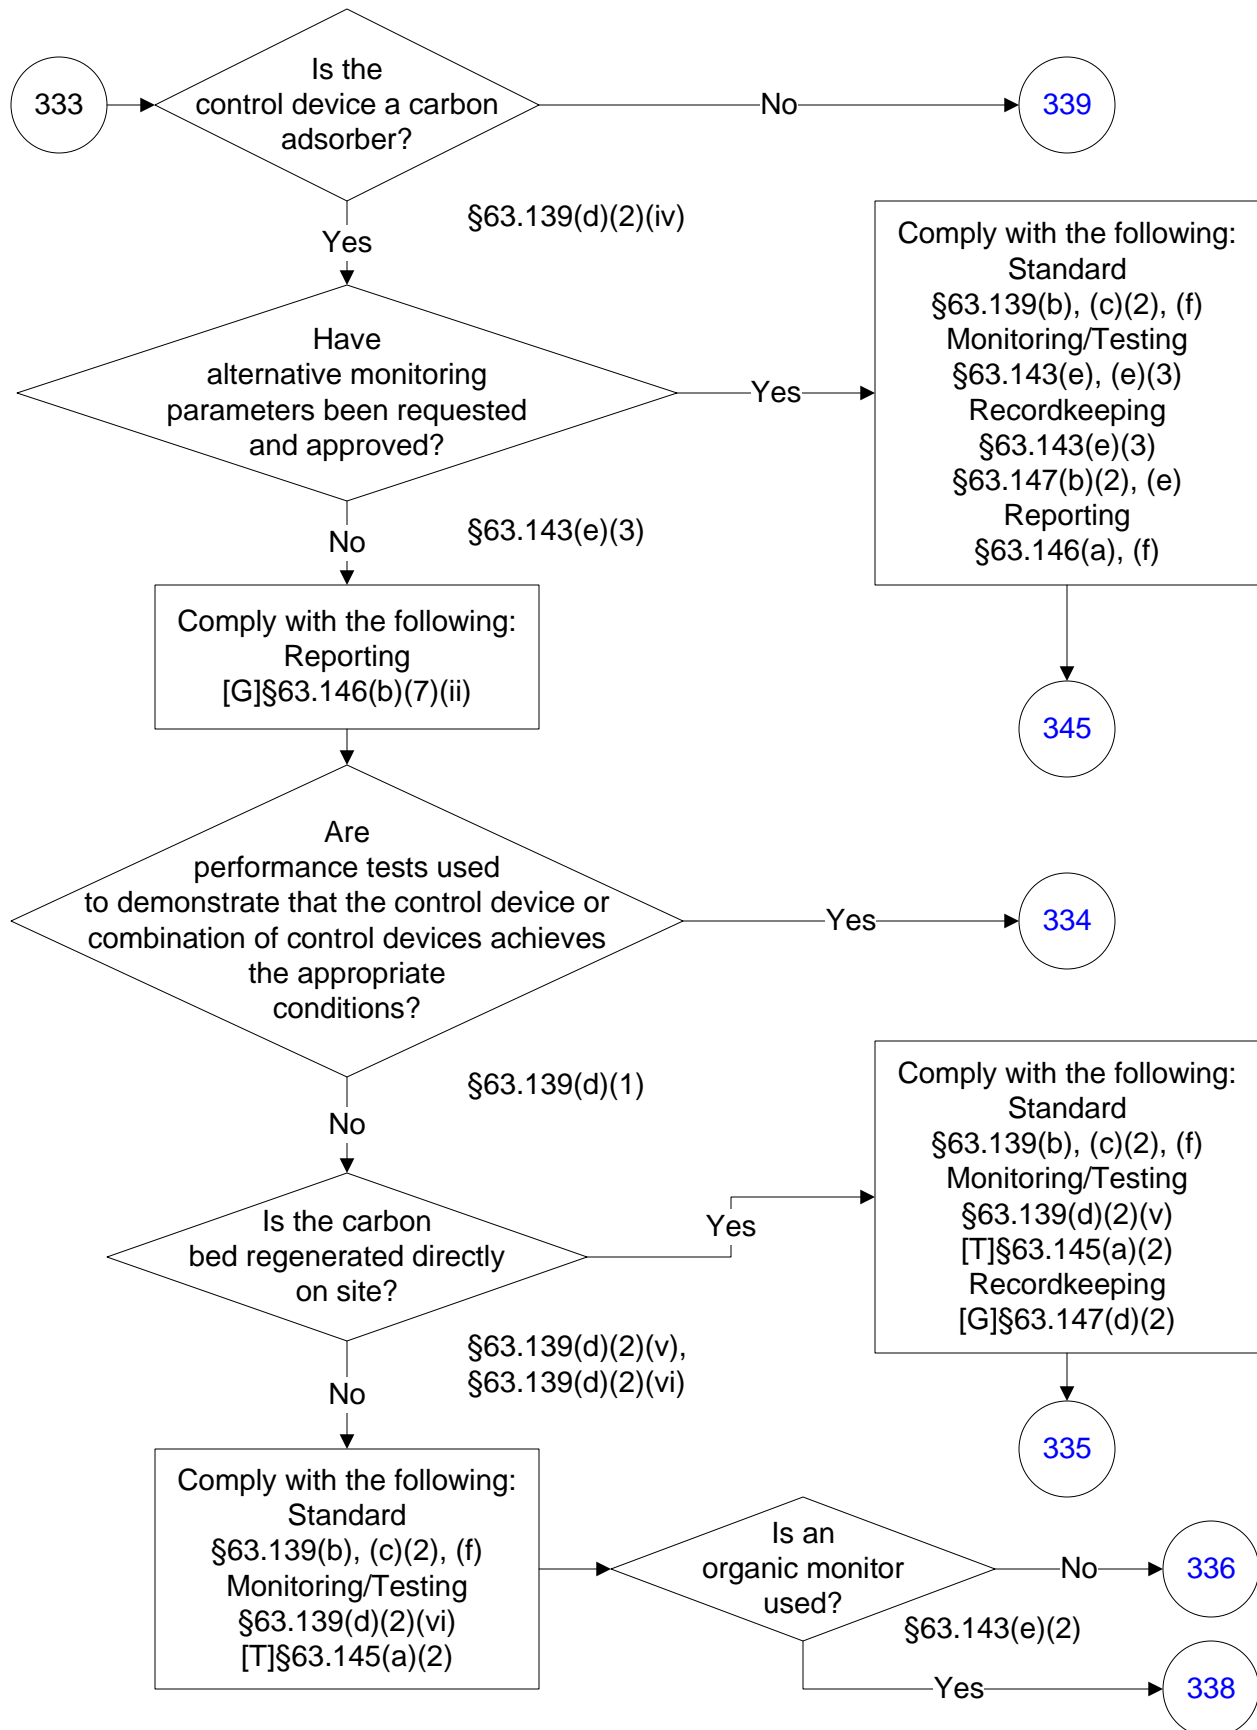 333
Is the
control device a carbon
adsorber?
No
339
§63.139(d)(2)(iv)
Yes
Have
alternative monitoring
parameters been requested
and approved?
Yes
Comply with the following:
Standard
§63.139(b), (c)(2), (f)
Monitoring/Testing
§63.143(e), (e)(3)
Recordkeeping
§63.143(e)(3)
§63.147(b)(2), (e)
Reporting
§63.146(a), (f)
345
§63.143(e)(3)
No
Comply with the following:
Reporting
[G]§63.146(b)(7)(ii)
Are
performance tests used
to demonstrate that the control device or
combination of control devices achieves
the appropriate
conditions?
Yes
334
§63.139(d)(1)
No
Is the carbon
bed regenerated directly
on site?
Yes
Comply with the following:
Standard
§63.139(b), (c)(2), (f)
Monitoring/Testing
§63.139(d)(2)(v)
[T]§63.145(a)(2)
Recordkeeping
[G]§63.147(d)(2)
335
§63.139(d)(2)(v),
§63.139(d)(2)(vi)
No
Comply with the following:
Standard
§63.139(b), (c)(2), (f)
Monitoring/Testing
§63.139(d)(2)(vi)
[T]§63.145(a)(2)
Is an
organic monitor
used?
No
336
§63.143(e)(2)
Yes
338